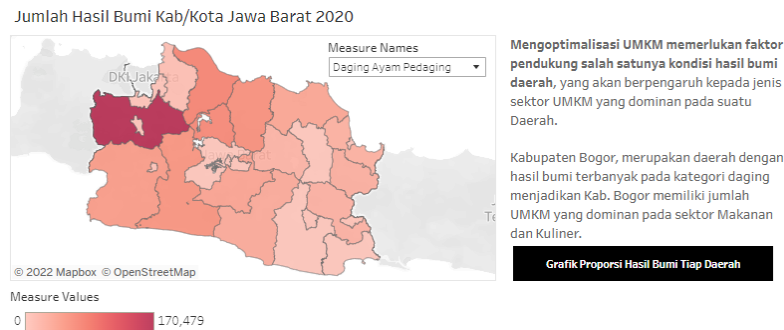 Jumlah Hasil Bumi Kab/Kota Jawa Barat 2020
Measure Names
Daging Ayam Pedaging
DKI Jakarta
© 2022 Mapbox © OpenStreetMap
Measure Values
0
170,479
Mengoptimalisasi UMKM memerlukan faktor
pendukung salah satunya kondisi hasil bumi
daerah, yang akan berpengaruh kepada jenis
sektor UMKM yang dominan pada suatu
Daerah.
Kabupaten Bogor, merupakan daerah dengan
hasil bumi terbanyak pada kategori daging
menjadikan Kab. Bogor memiliki jumlah
UMKM yang dominan pada sektor Makanan
dan Kuliner.
Grafik Proporsi Hasil Bumi Tiap Daerah